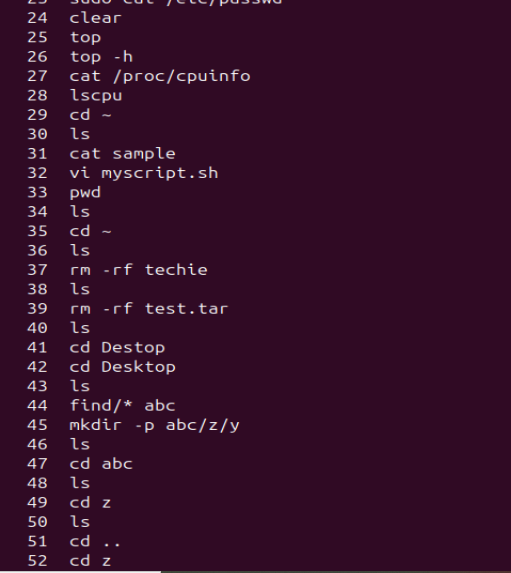 23 sudo cat /etc/passwd
24 clear
25 top
26 top -h
27 cat /proc/cpuinfo
28 lscpu
29 cd ~
30 ls
31 cat sample
32 vi myscript.sh
33 pwd
34 ls
35 cd ~
36 ls
37 rm -rf techie
38 ls
39 rm -rf test.tar
40 ls
41 cd Destop
42 cd Desktop
43 ls
44 find/* abc
45 mkdir -p abc/z/y
46 ls
47 cd abc
48 ls
49 cd z
50 ls
51 cd ..
52 cd z